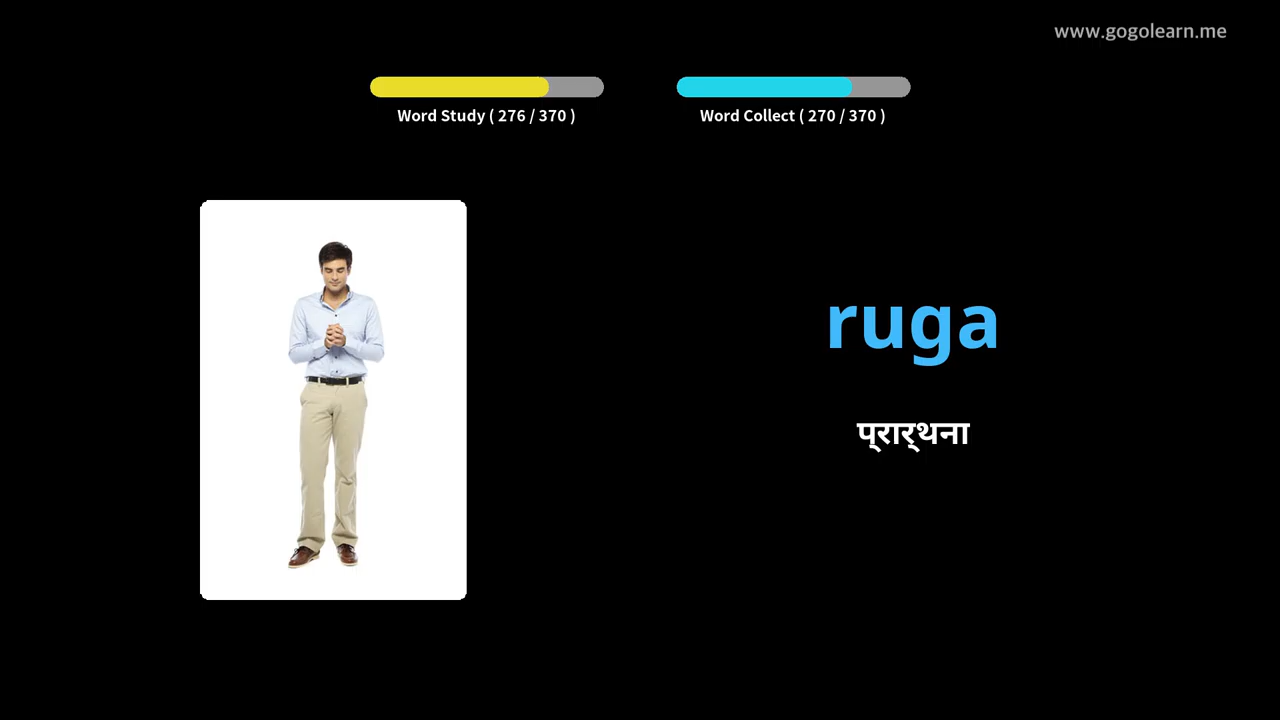 www.gogolearn.me
Word Study ( 276 / 370 )
Word Collect ( 270 / 370 )
ruga
प्रार्थना